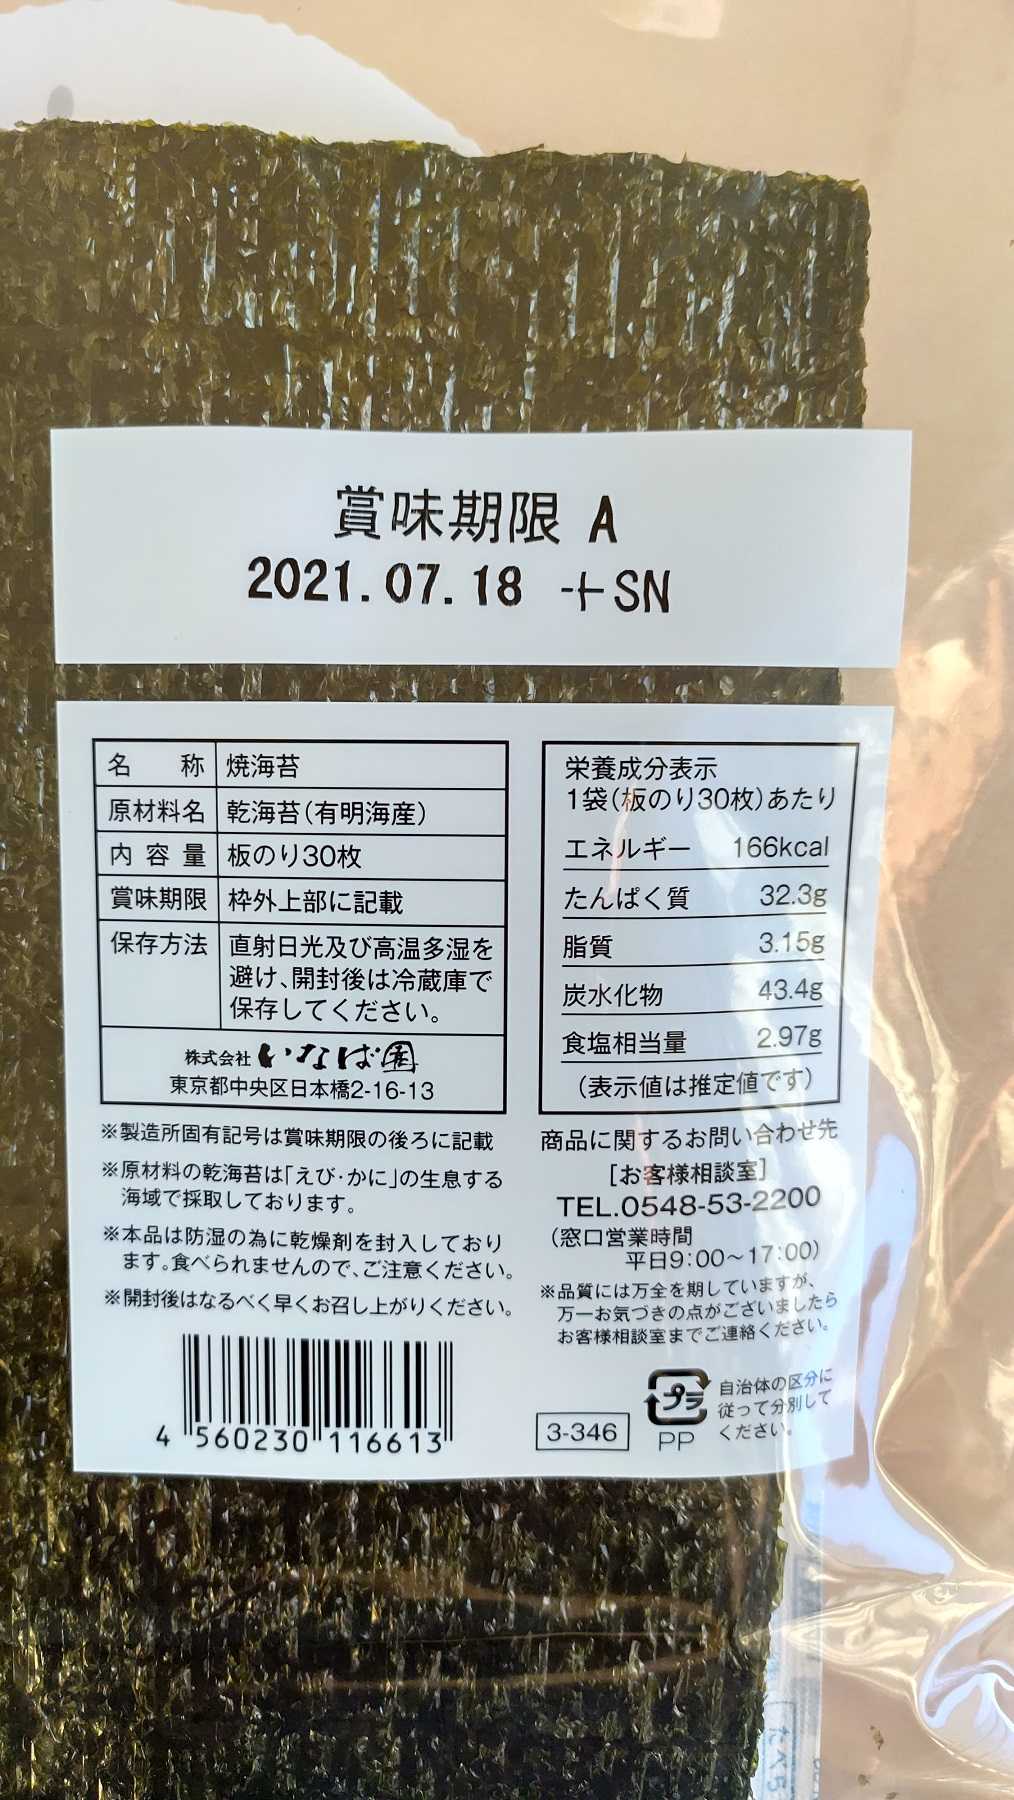 賞味期限 A
2021.07.18 +SN
名 称 焼海苔
原材料名 乾海苔(有明海産)
内容量 板のり30枚
賞味期限 枠外上部に記載
保存方法 直射日光及び高温多湿を
避け、開封後は冷蔵庫で
保存してください。
株式会社 いなば園
東京都中央区日本橋2-16-13
※製造所固有記号は賞味期限の後ろに記載
※原材料の乾海苔は「えび・かに」の生息する
海域で採取しております。
※本品は防湿の為に乾燥剤を封入しており
ます。食べられませんので、ご注意ください。
※開封後はなるべく早くお召し上がりください。
4 560230 116613
栄養成分表示
1袋(板のり30枚)あたり
エネルギー 166kcal
たんぱく質 32.3g
脂質 3.15g
炭水化物 43.4g
食塩相当量 2.97g
(表示値は推定値です)
商品に関するお問い合わせ先
[お客様相談室]
TEL.0548-53-2200
(窓口営業時間
平日9:00〜17:00)
※品質には万全を期していますが、
万一お気づきの点がございましたら
お客様相談室までご連絡ください。
3-346
プラ
PP
自治体の区分に
従って分別して
ください。